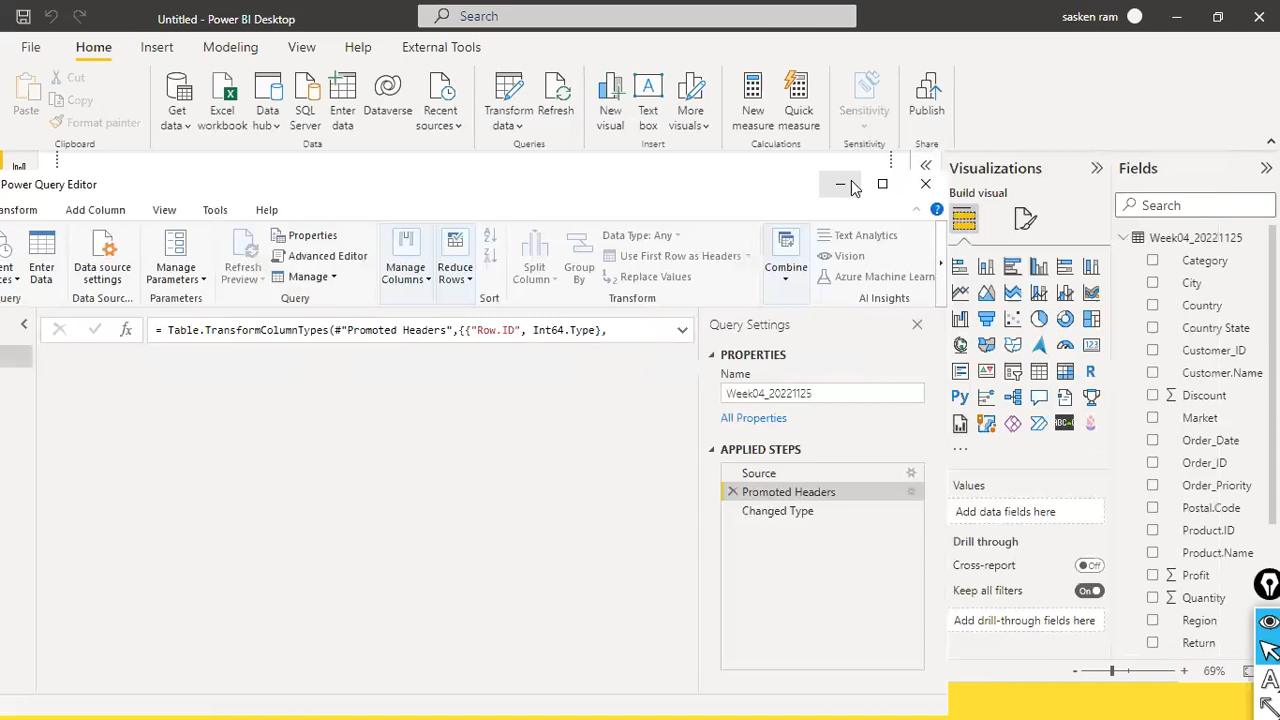 Untitled - Power BI Desktop
Search
sasken ram
File Home Insert Modeling View Help External Tools
Paste
Cut
Copy
Format painter
Clipboard
Get data
Excel workbook
Data hub
SQL Server
Enter data
Dataverse
Recent sources
Data
Transform data
Refresh
Queries
New visual
Text box
More visuals
Insert
New measure
Quick measure
Calculations
Sensitivity
Sensitivity
Publish
Share
Power Query Editor
ansform Add Column View Tools Help
Enter Data
Data source settings
Data Sourc...
Manage Parameters
Parameters
Refresh Preview
Properties
Advanced Editor
Manage
Query
Manage Columns
Reduce Rows
Sort
Split Column
Group By
Data Type: Any
Use First Row as Headers
Replace Values
Transform
Combine
Text Analytics
Vision
Azure Machine Learn
AI Insights
fx = Table.TransformColumnTypes(#"Promoted Headers",{{"Row.ID", Int64.Type},
Query Settings
PROPERTIES
Name
Week04_20221125
All Properties
APPLIED STEPS
Source
Promoted Headers
Changed Type
Visualizations
Build visual
R
Py
Values
Add data fields here
Drill through
Cross-report Off
Keep all filters On
Add drill-through fields here
Fields
Search
Week04_20221125
Category
City
Country
Country State
Customer_ID
Customer.Name
Discount
Market
Order_Date
Order_ID
Order_Priority
Postal.Code
Product.ID
Product.Name
Profit
Quantity
Region
Return
69%